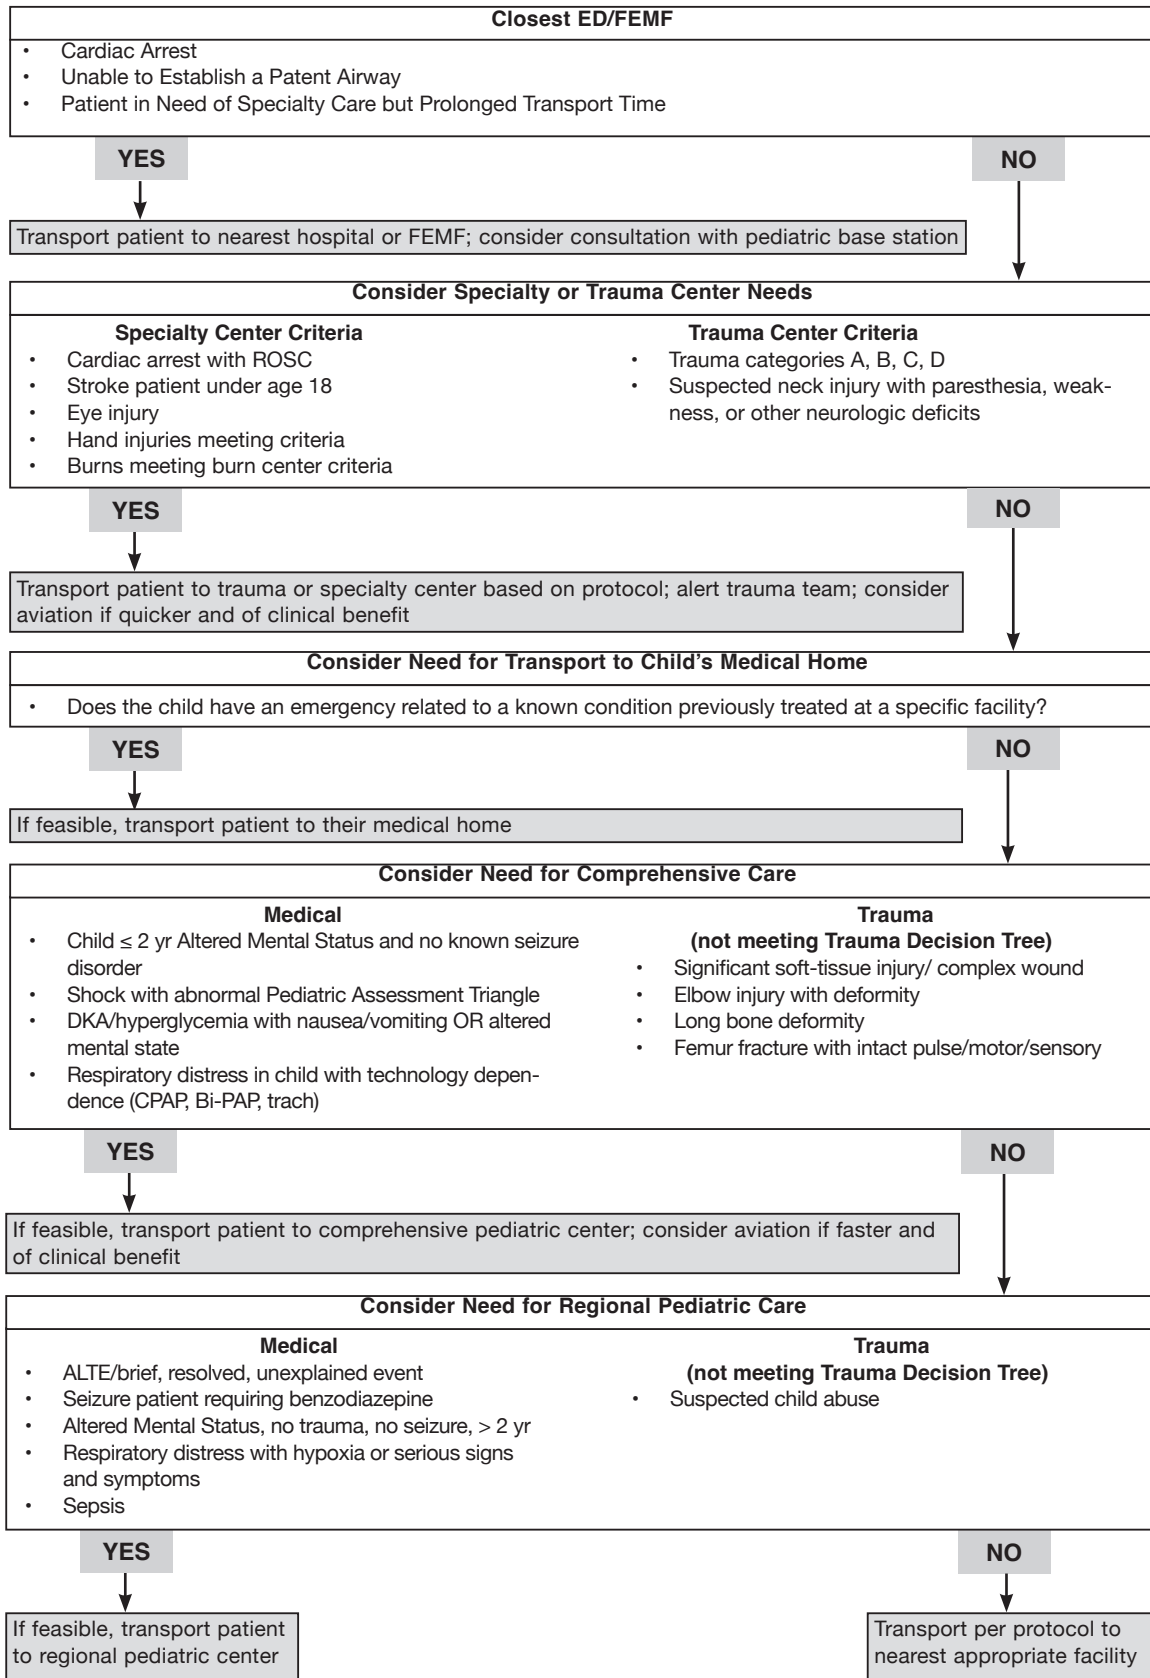 Closest ED/FEMF
• Cardiac Arrest
• Unable to Establish a Patent Airway
• Patient in Need of Specialty Care but Prolonged Transport Time
YES
NO
Transport patient to nearest hospital or FEMF; consider consultation with pediatric base station
Consider Specialty or Trauma Center Needs
Specialty Center Criteria
• Cardiac arrest with ROSC
• Stroke patient under age 18
• Eye injury
• Hand injuries meeting criteria
• Burns meeting burn center criteria
Trauma Center Criteria
• Trauma categories A, B, C, D
• Suspected neck injury with paresthesia, weak-
ness, or other neurologic deficits
YES
NO
Transport patient to trauma or specialty center based on protocol; alert trauma team; consider
aviation if quicker and of clinical benefit
Consider Need for Transport to Child’s Medical Home
• Does the child have an emergency related to a known condition previously treated at a specific facility?
YES
NO
If feasible, transport patient to their medical home
Consider Need for Comprehensive Care
Medical
• Child ≤ 2 yr Altered Mental Status and no known seizure
disorder
• Shock with abnormal Pediatric Assessment Triangle
• DKA/hyperglycemia with nausea/vomiting OR altered
mental state
• Respiratory distress in child with technology depen-
dence (CPAP, Bi-PAP, trach)
Trauma
(not meeting Trauma Decision Tree)
• Significant soft-tissue injury/ complex wound
• Elbow injury with deformity
• Long bone deformity
• Femur fracture with intact pulse/motor/sensory
YES
NO
If feasible, transport patient to comprehensive pediatric center; consider aviation if faster and
of clinical benefit
Consider Need for Regional Pediatric Care
Medical
• ALTE/brief, resolved, unexplained event
• Seizure patient requiring benzodiazepine
• Altered Mental Status, no trauma, no seizure, > 2 yr
• Respiratory distress with hypoxia or serious signs
and symptoms
• Sepsis
Trauma
(not meeting Trauma Decision Tree)
• Suspected child abuse
YES
NO
If feasible, transport patient
to regional pediatric center
Transport per protocol to
nearest appropriate facility